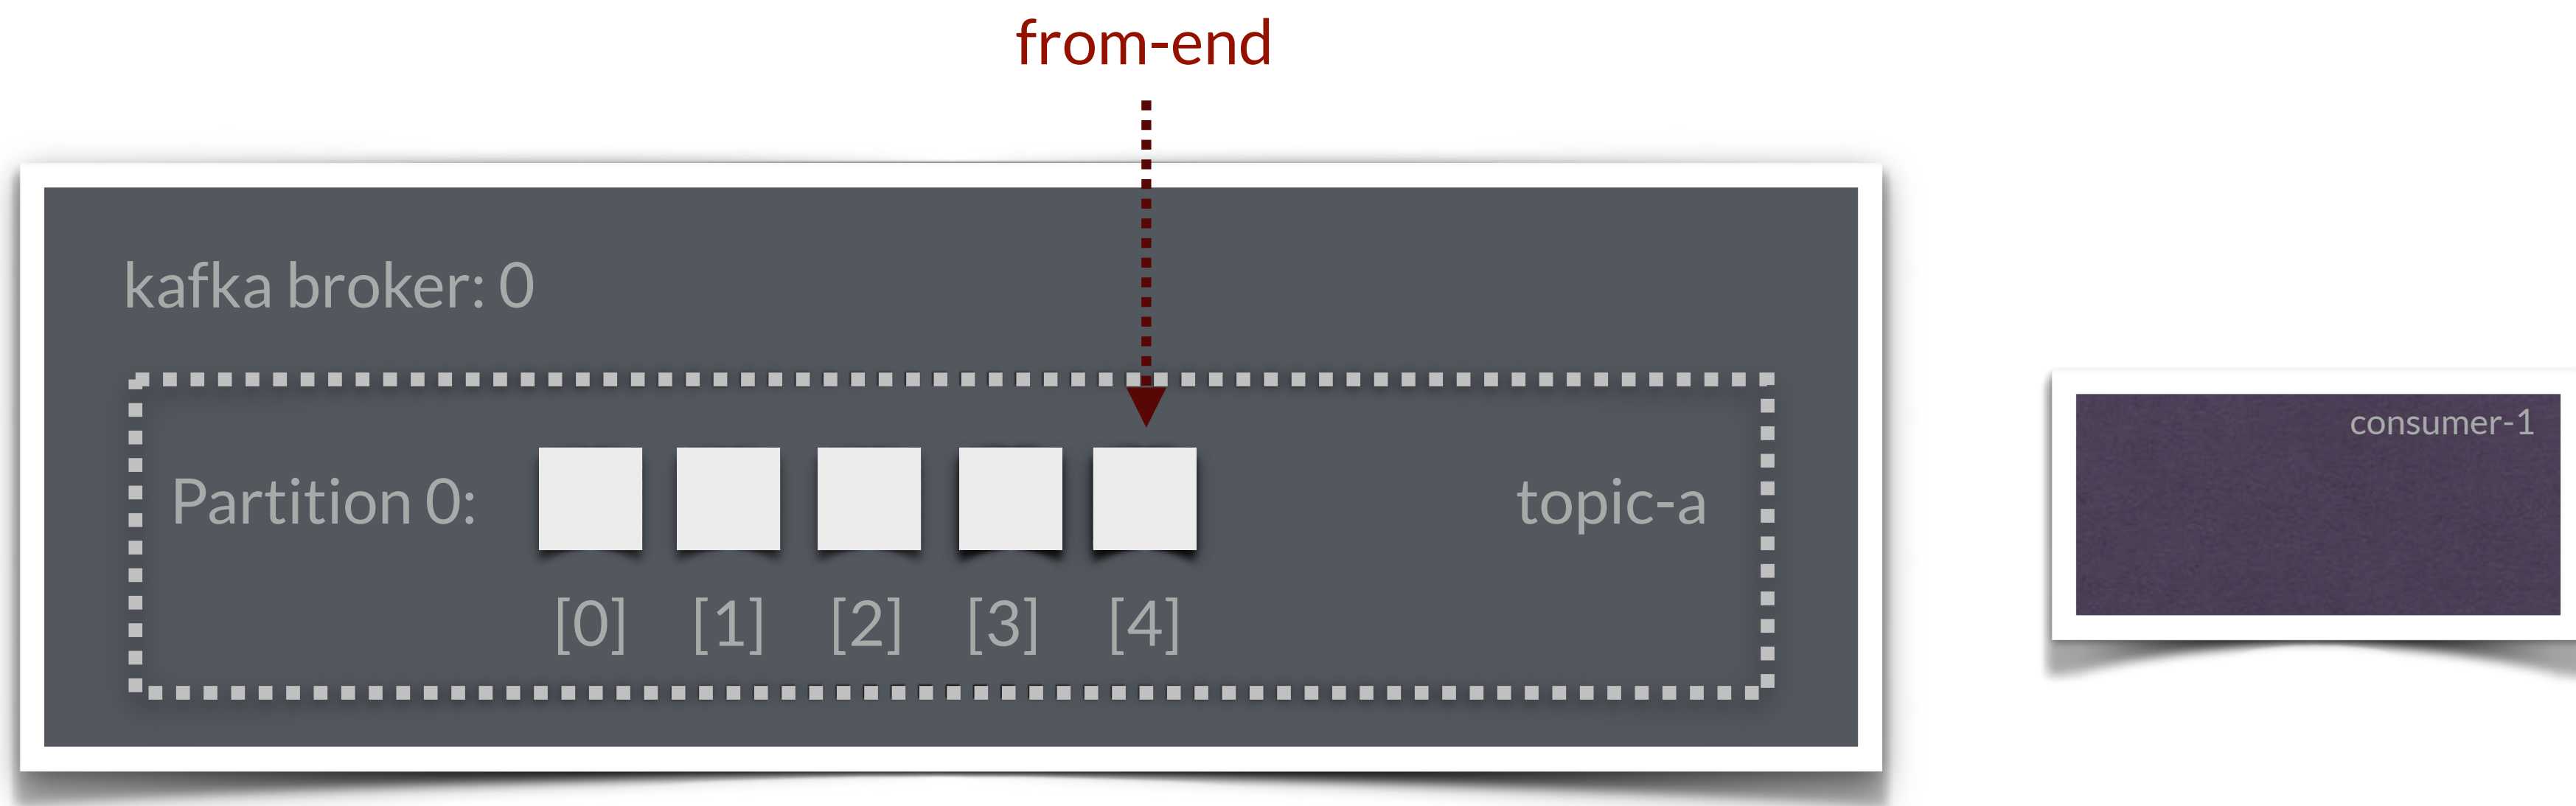 from-end
kafka broker: 0
Partition 0:
topic-a
[0] [1] [2] [3] [4]
consumer-1